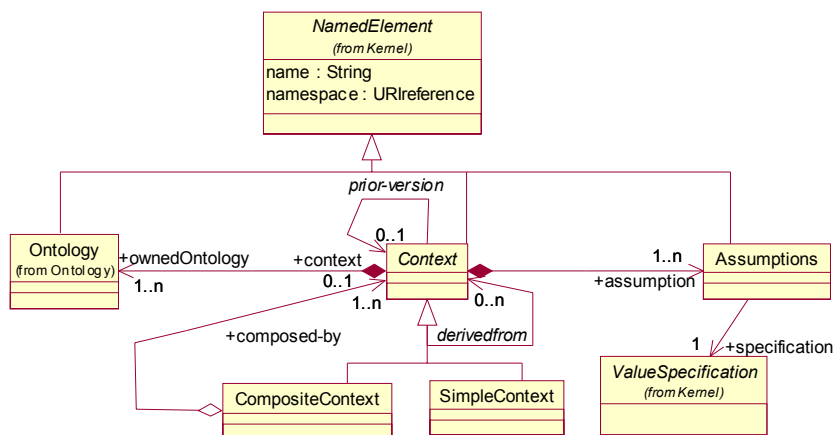 NamedElement
(from Kernel)
name : String
namespace : URIreference
prior-version
0..1
Ontology
(from Ontology)
+ownedOntology
1..n
+context
0..1
Context
1..n
0..n
1..n
+assumption
Assumptions
+composed-by
derivedfrom
1
+specification
ValueSpecification
(from Kernel)
CompositeContext
SimpleContext